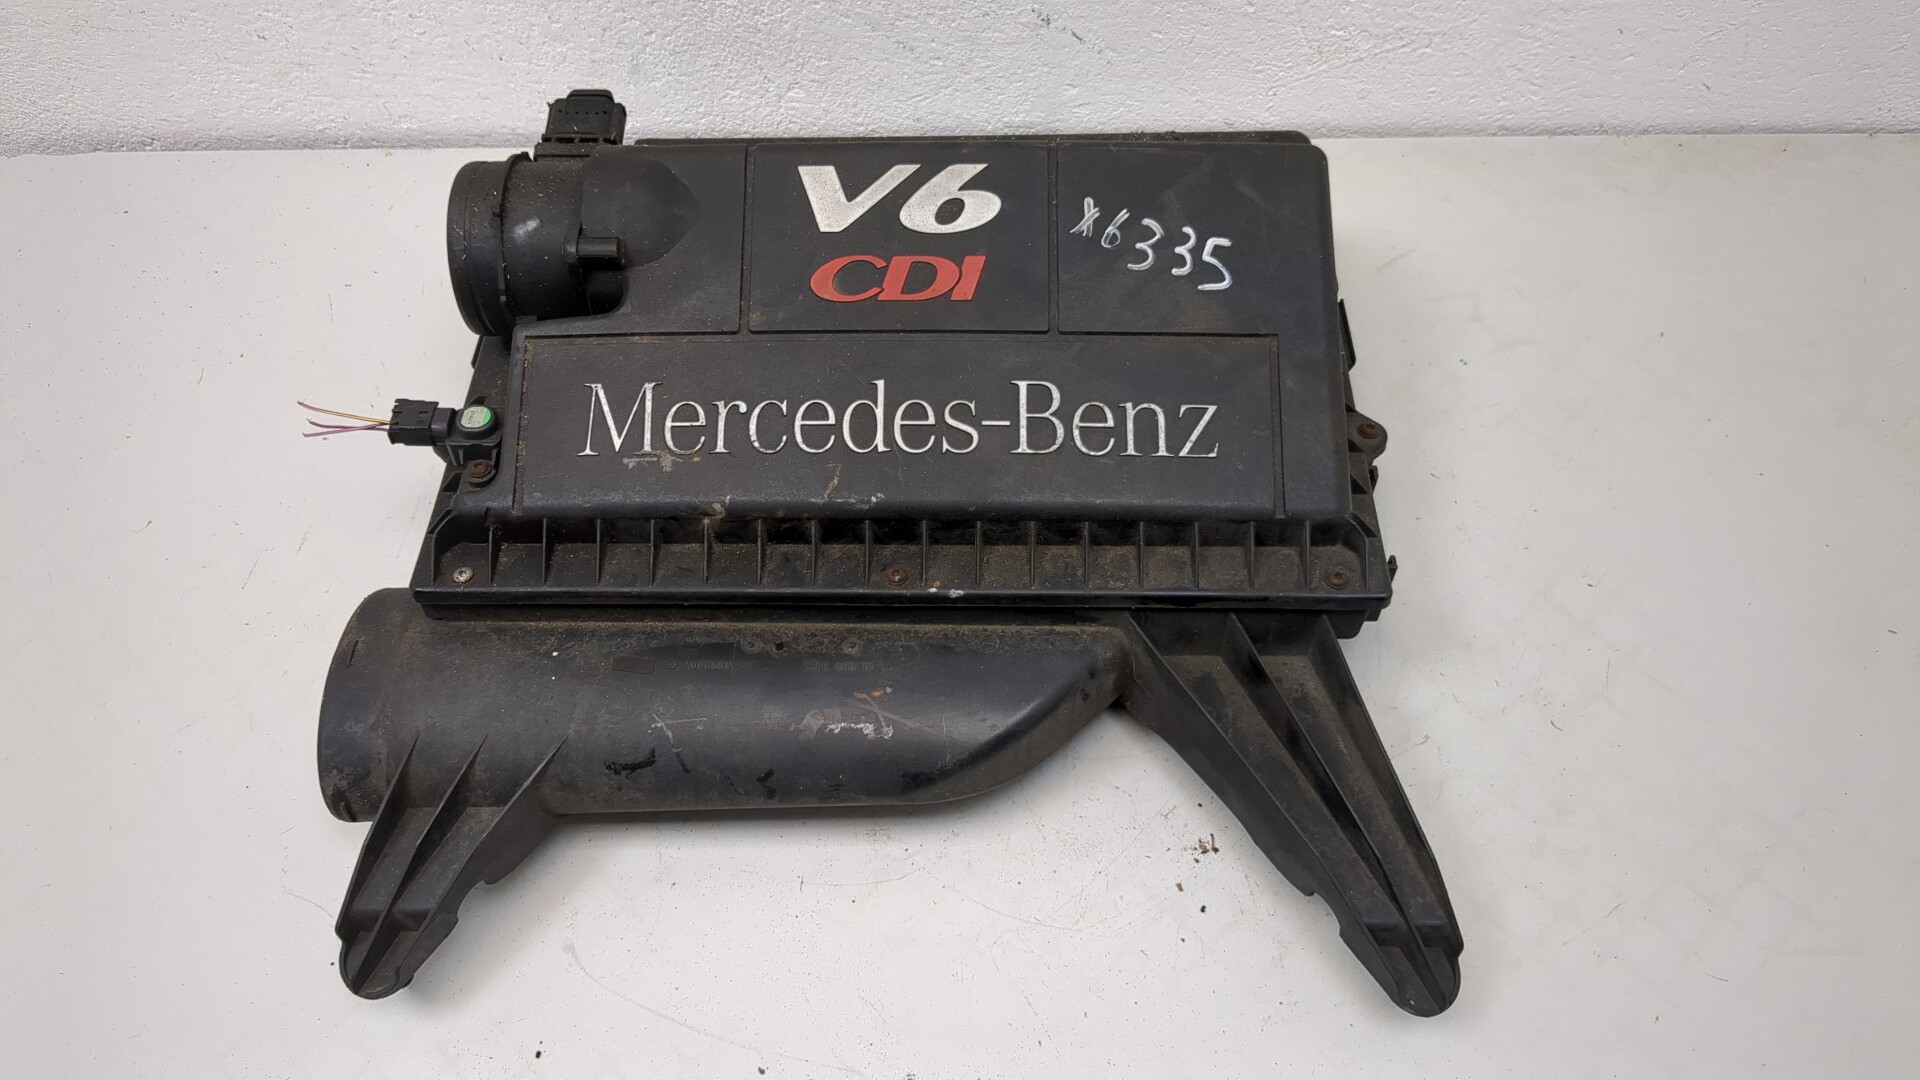 V6
CDI
X6335
Mercedes-Benz